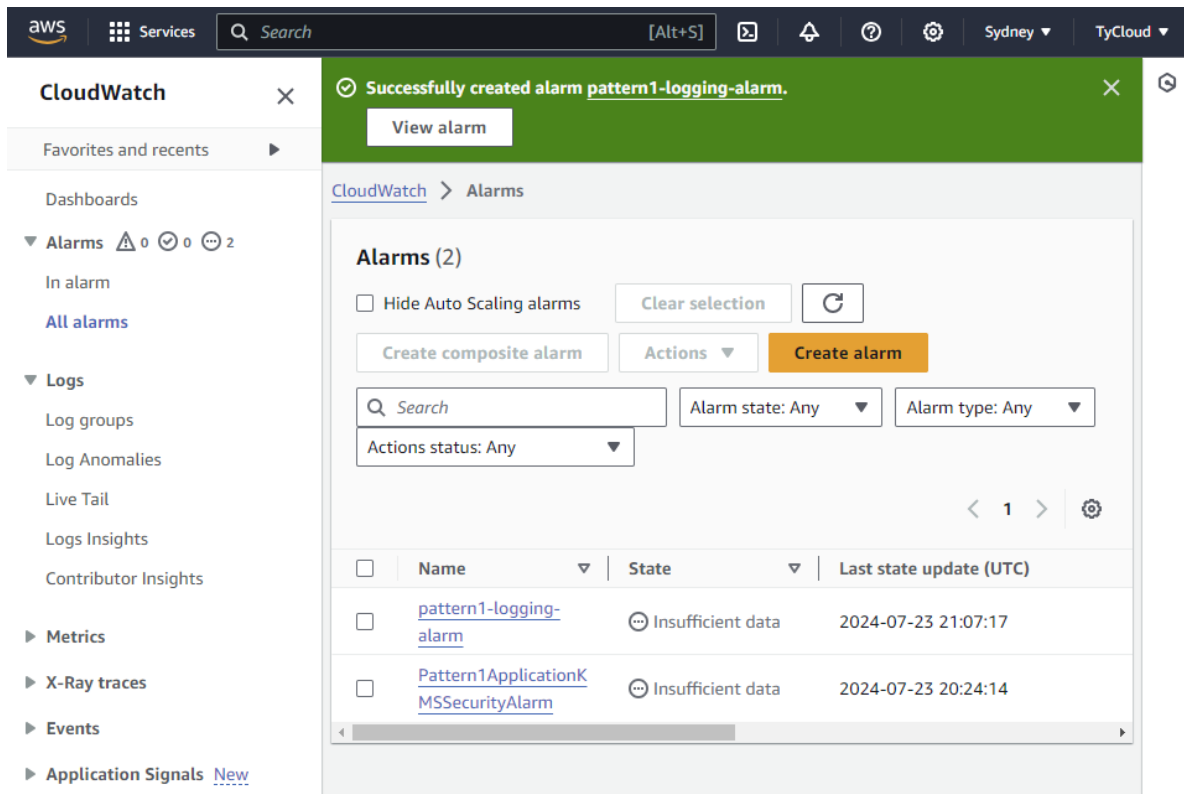 aws
Services
Search
[Alt+S]
Sydney
TyCloud
CloudWatch
Favorites and recents
Dashboards
Alarms 0 0 2
In alarm
All alarms
Logs
Log groups
Log Anomalies
Live Tail
Logs Insights
Contributor Insights
Metrics
X-Ray traces
Events
Application Signals New
Successfully created alarm pattern1-logging-alarm.
View alarm
CloudWatch Alarms
Alarms (2)
Hide Auto Scaling alarms
Clear selection
Create composite alarm
Actions
Create alarm
Search
Alarm state: Any
Alarm type: Any
Actions status: Any
1
Name State Last state update (UTC)
pattern1-logging-
alarm
Insufficient data
2024-07-23 21:07:17
Pattern1ApplicationK
MSSecurityAlarm
Insufficient data
2024-07-23 20:24:14